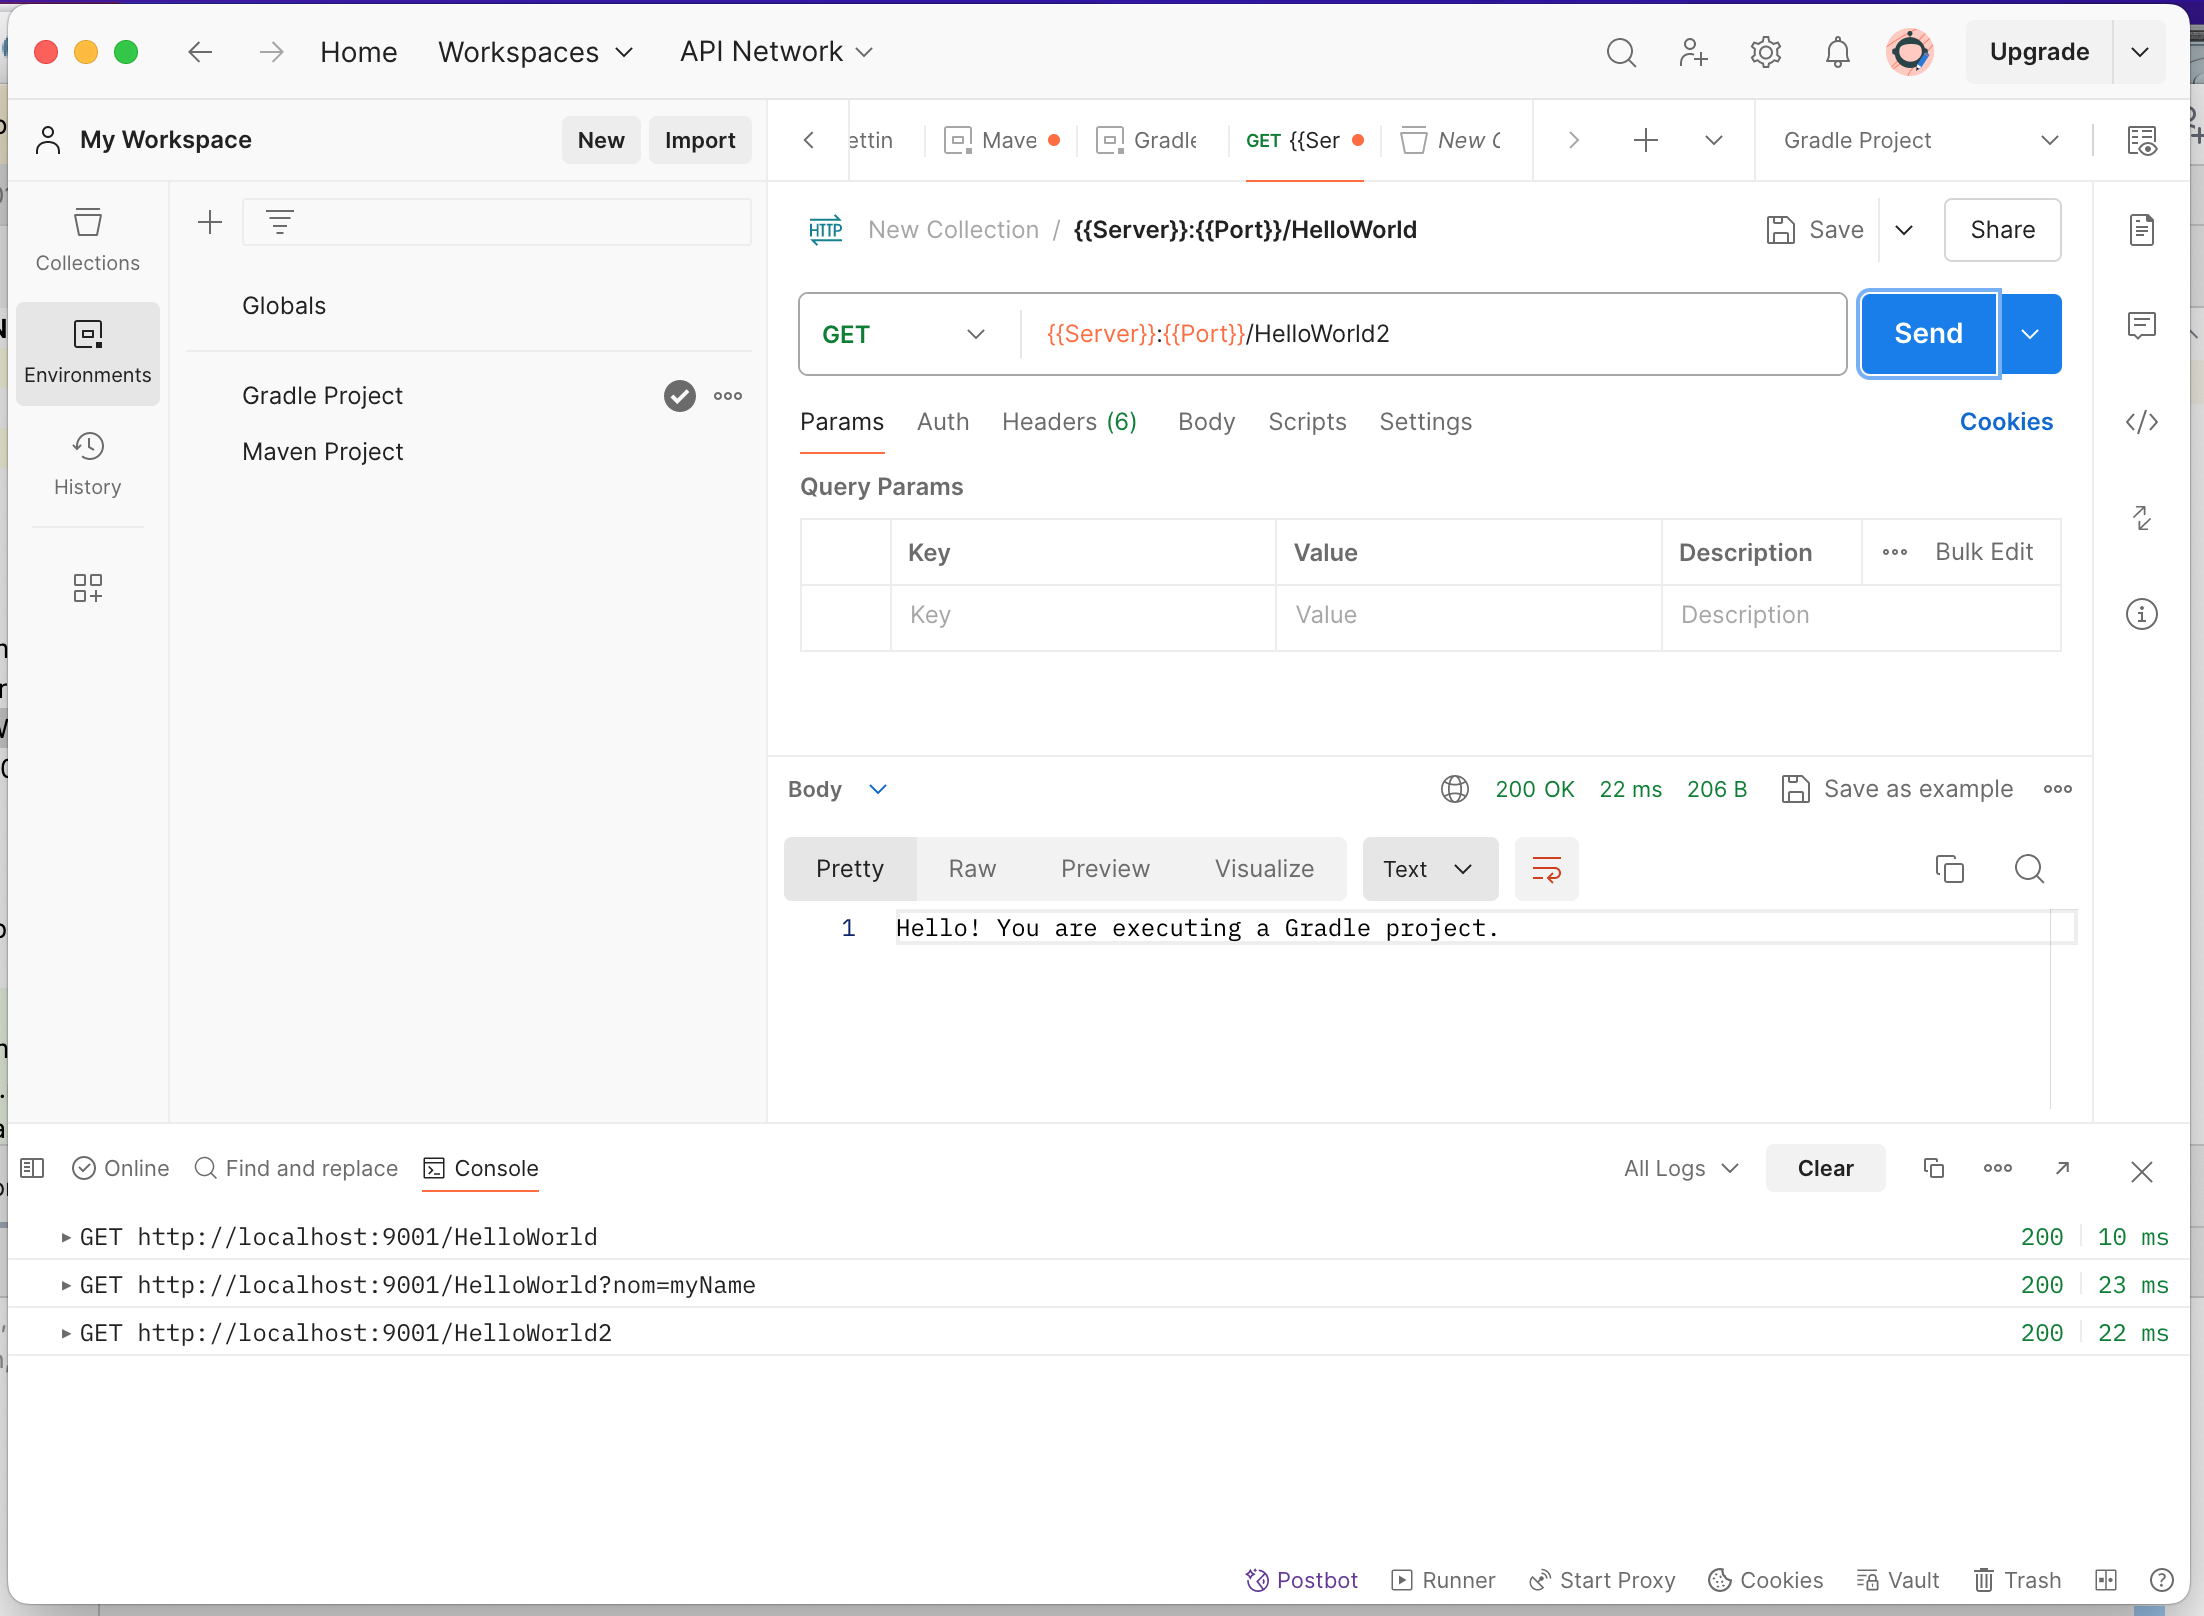 Home Workspaces API Network Upgrade
My Workspace New Import ettin Mave Gradle GET {{Ser New C Gradle Project
HTTP New Collection / {{Server}}:{{Port}}/HelloWorld Save Share
Collections
Globals
GET {{Server}}:{{Port}}/HelloWorld2 Send
Environments
Gradle Project
Params Auth Headers (6) Body Scripts Settings Cookies
Maven Project
History
Query Params
Key Value Description Bulk Edit
Key Value Description
Body 200 OK 22 ms 206 B Save as example
Pretty Raw Preview Visualize Text
1 Hello! You are executing a Gradle project.
Online Find and replace Console All Logs Clear
GET http://localhost:9001/HelloWorld 200 10 ms
GET http://localhost:9001/HelloWorld?nom=myName 200 23 ms
GET http://localhost:9001/HelloWorld2 200 22 ms
Postbot Runner Start Proxy Cookies Vault Trash